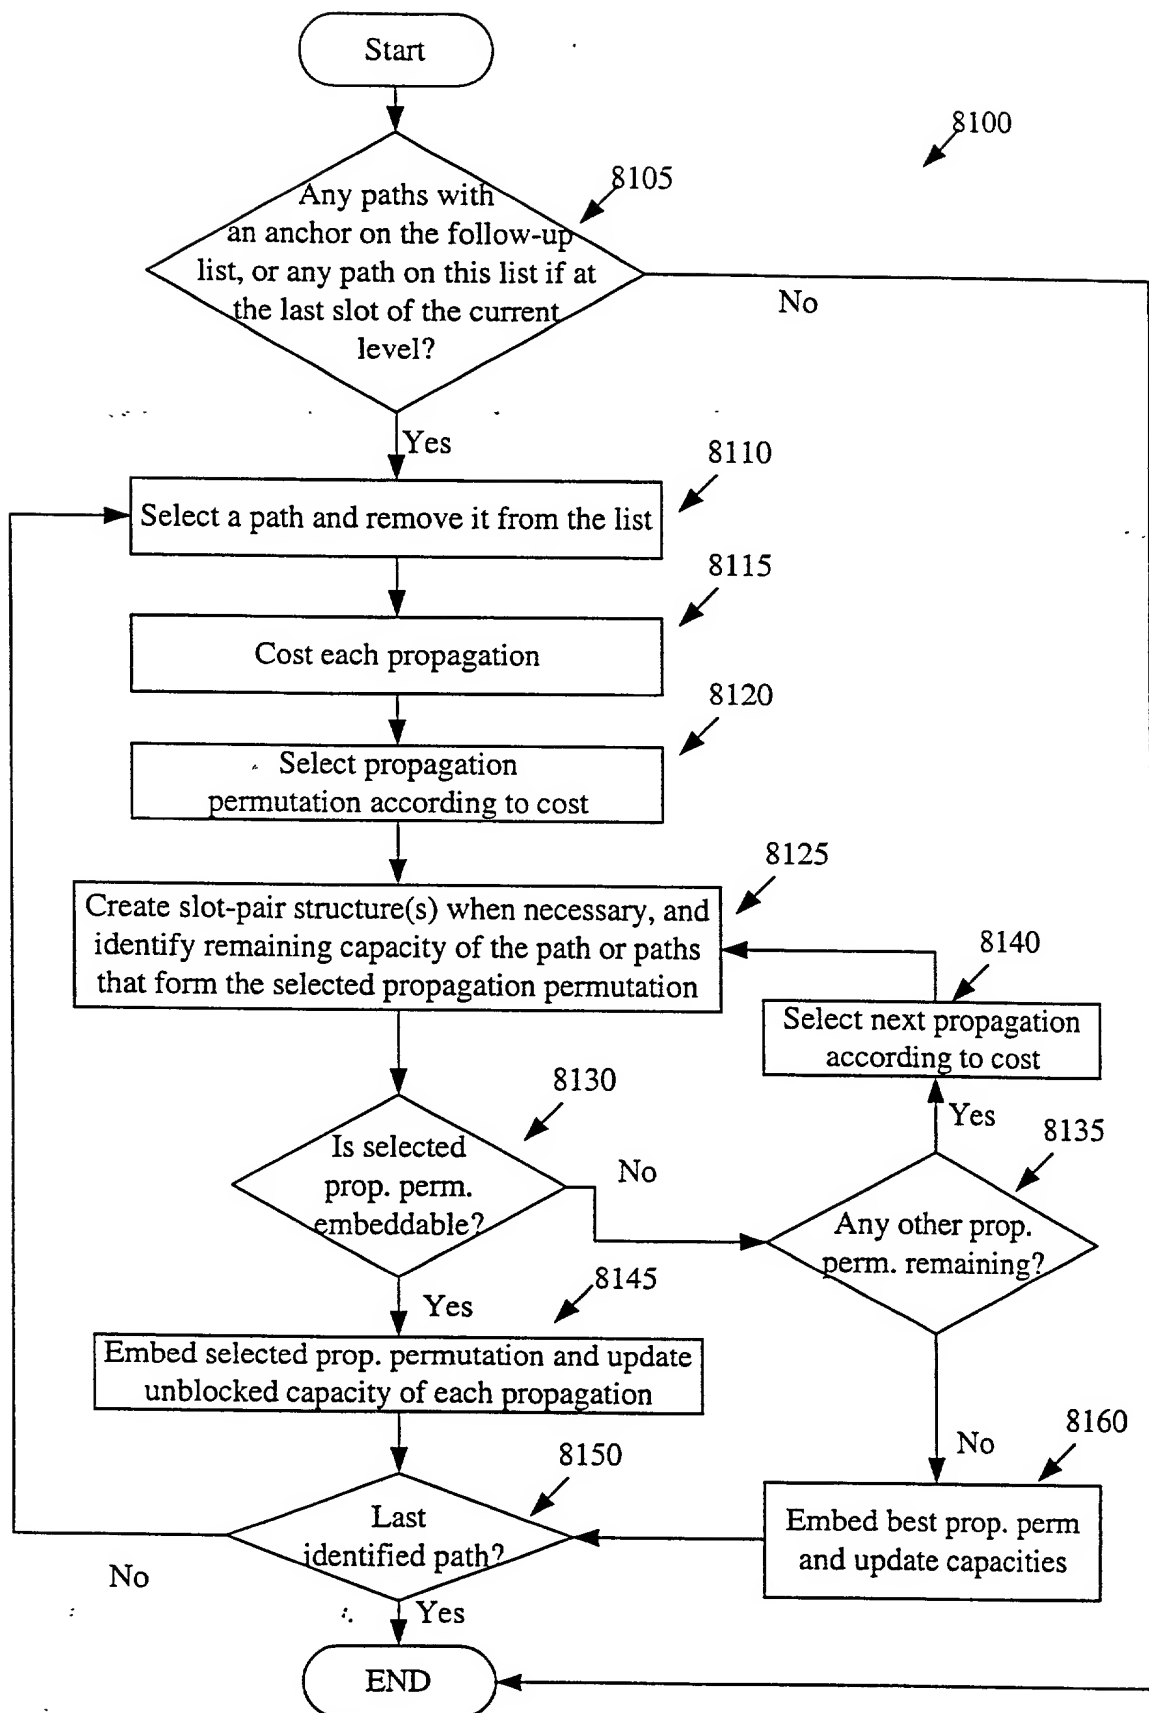 Start
8100
8105
Any paths with
an anchor on the follow-up
list, or any path on this list if at
the last slot of the current
level?
No
Yes
8110
Select a path and remove it from the list
8115
Cost each propagation
8120
Select propagation
permutation according to cost
8125
Create slot-pair structure(s) when necessary, and
identify remaining capacity of the path or paths
that form the selected propagation permutation
8140
Select next propagation
according to cost
8130
Is selected
prop. perm.
embeddable?
No
Yes
8135
Any other prop.
perm. remaining?
Yes
8145
Embed selected prop. permutation and update
unblocked capacity of each propagation
No
8160
Embed best prop. perm
and update capacities
8150
Last
identified path?
No
Yes
END